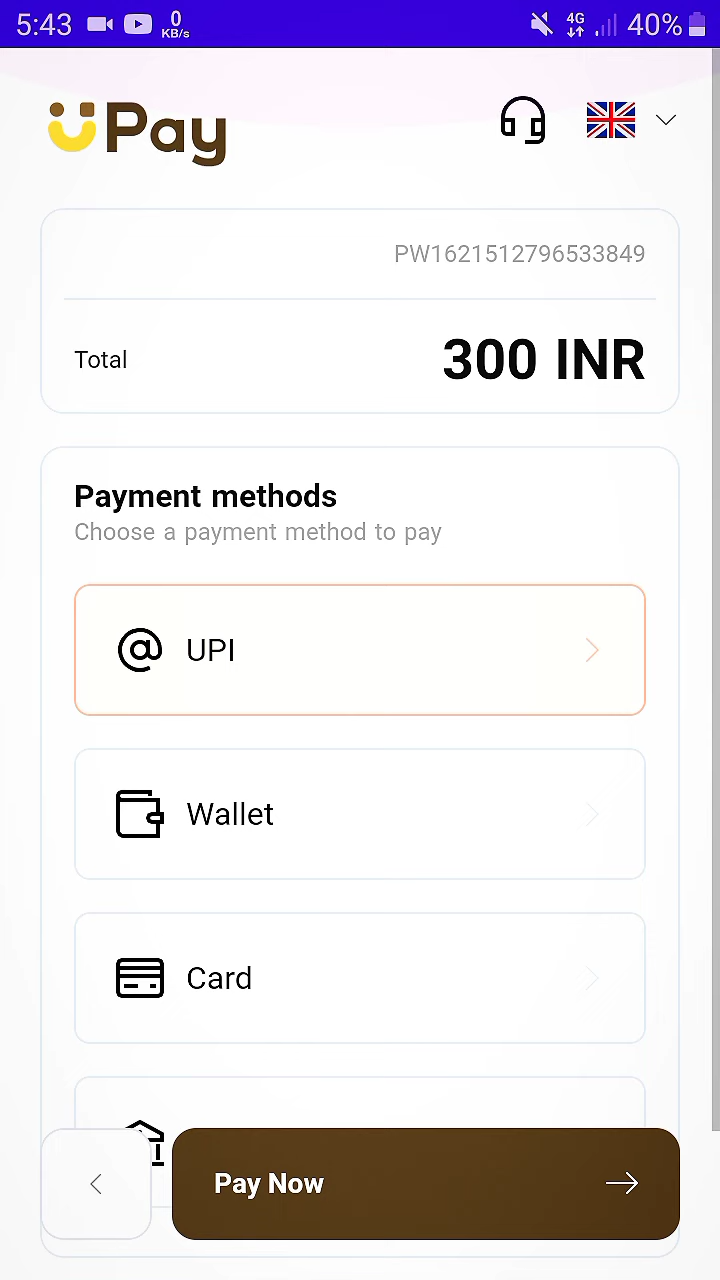 5:43 0 KB/s 4G 40%
UPay
PW1621512796533849
Total 300 INR
Payment methods
Choose a payment method to pay
UPI
Wallet
Card
Pay Now